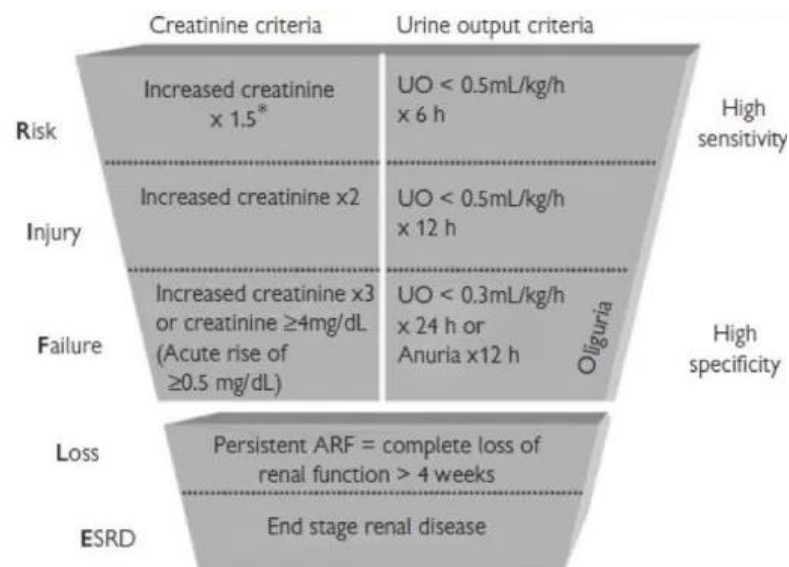 Creatinine criteria
Urine output criteria
Risk
Increased creatinine
x 1.5*
UO < 0.5mL/kg/h
x 6 h
High
sensitivity
Injury
Increased creatinine x2
UO < 0.5mL/kg/h
x 12 h
Failure
Increased creatinine x3
or creatinine ≥4mg/dL
(Acute rise of
≥0.5 mg/dL)
UO < 0.3mL/kg/h
x 24 h or
Anuria x12 h
Oliguria
High
specificity
Loss
Persistent ARF = complete loss of
renal function > 4 weeks
ESRD
End stage renal disease